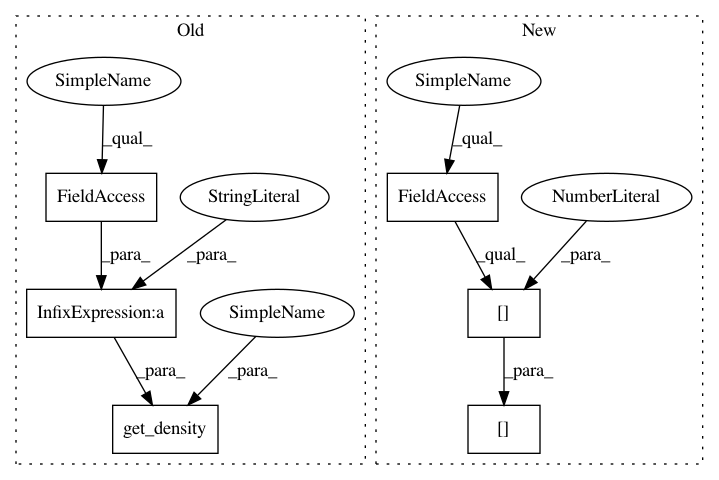 Old
New
SimpleName
SimpleName
_qual_
_qual_
FieldAccess
StringLiteral
FieldAccess
NumberLiteral
_para_
_para_
_qual_
_para_
InfixExpression:a
SimpleName
[]
_para_
_para_
_para_
get_density
[]